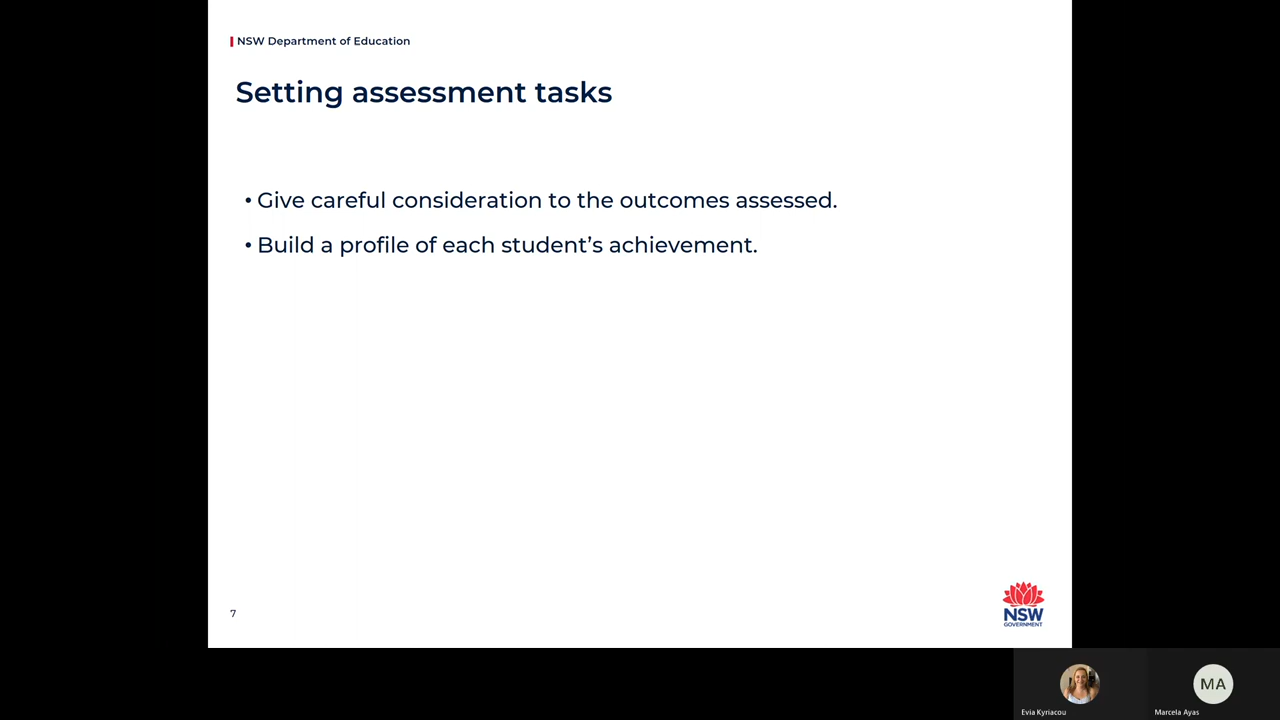 NSW Department of Education
Setting assessment tasks
• Give careful consideration to the outcomes assessed.
• Build a profile of each student’s achievement.
7
NSW
GOVERNMENT
MA
Evia Kyriacou
Marcela Ayas